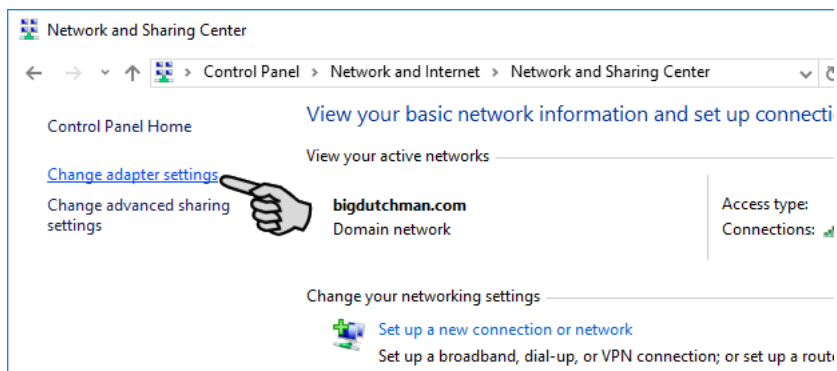 Network and Sharing Center
Control Panel > Network and Internet > Network and Sharing Center
Control Panel Home
Change adapter settings
Change advanced sharing
settings
View your basic network information and set up
View your active networks
bigdutchman.com
Domain network
Access type:
Connections:
Change your networking settings
Set up a new connection or network
Set up a broadband, dial-up, or VPN connection; or set up a